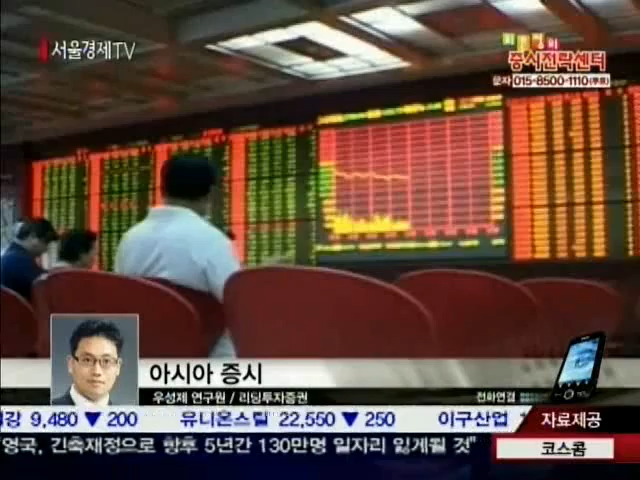 서울경제TV
증시전략센터
문자 015-8500-1110(무료)
아시아 증시
우성제 연구원 / 리딩투자증권
전화연결
9,480 ▼ 200 유니온스틸 22,550 ▼ 250 이구산업
자료제공
"영국, 긴축재정으로 향후 5년간 130만명 일자리 잃게될 것"
코스콤